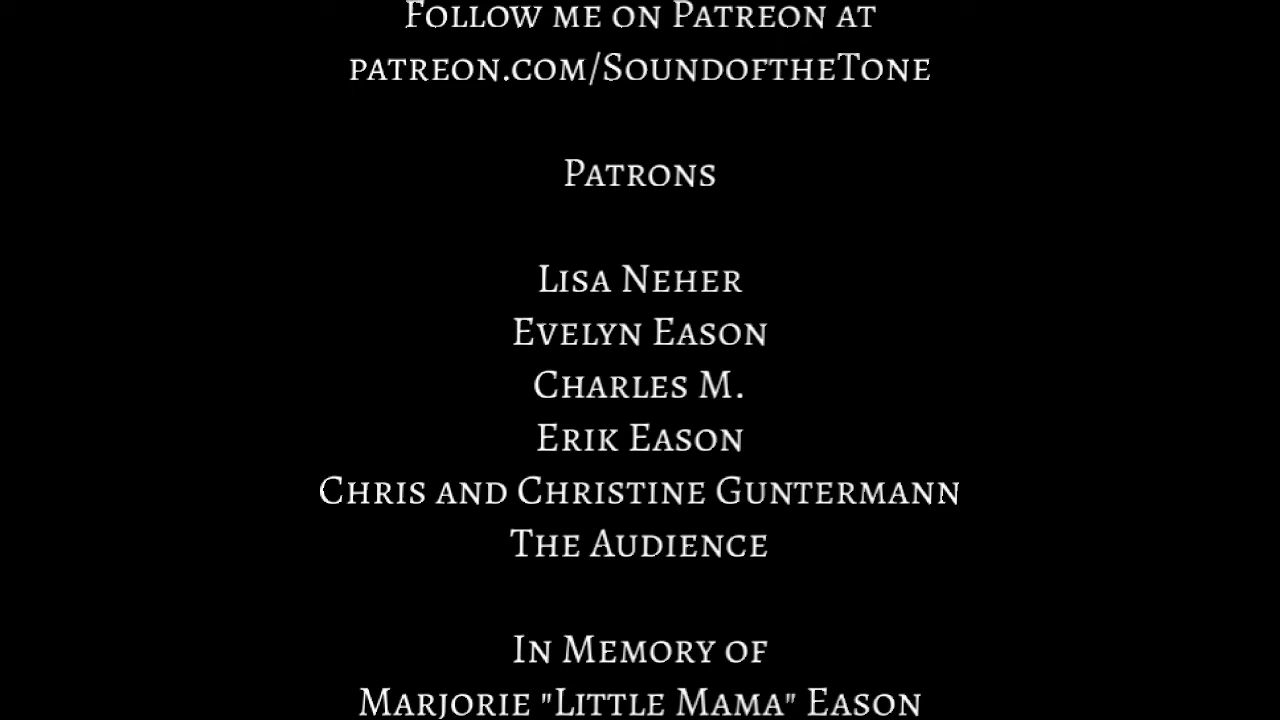 Follow me on Patreon at
patreon.com/SoundoftheTone
Patrons
Lisa Neher
Evelyn Eason
Charles M.
Erik Eason
Chris and Christine Guntermann
The Audience
In Memory of
Marjorie "Little Mama" Eason